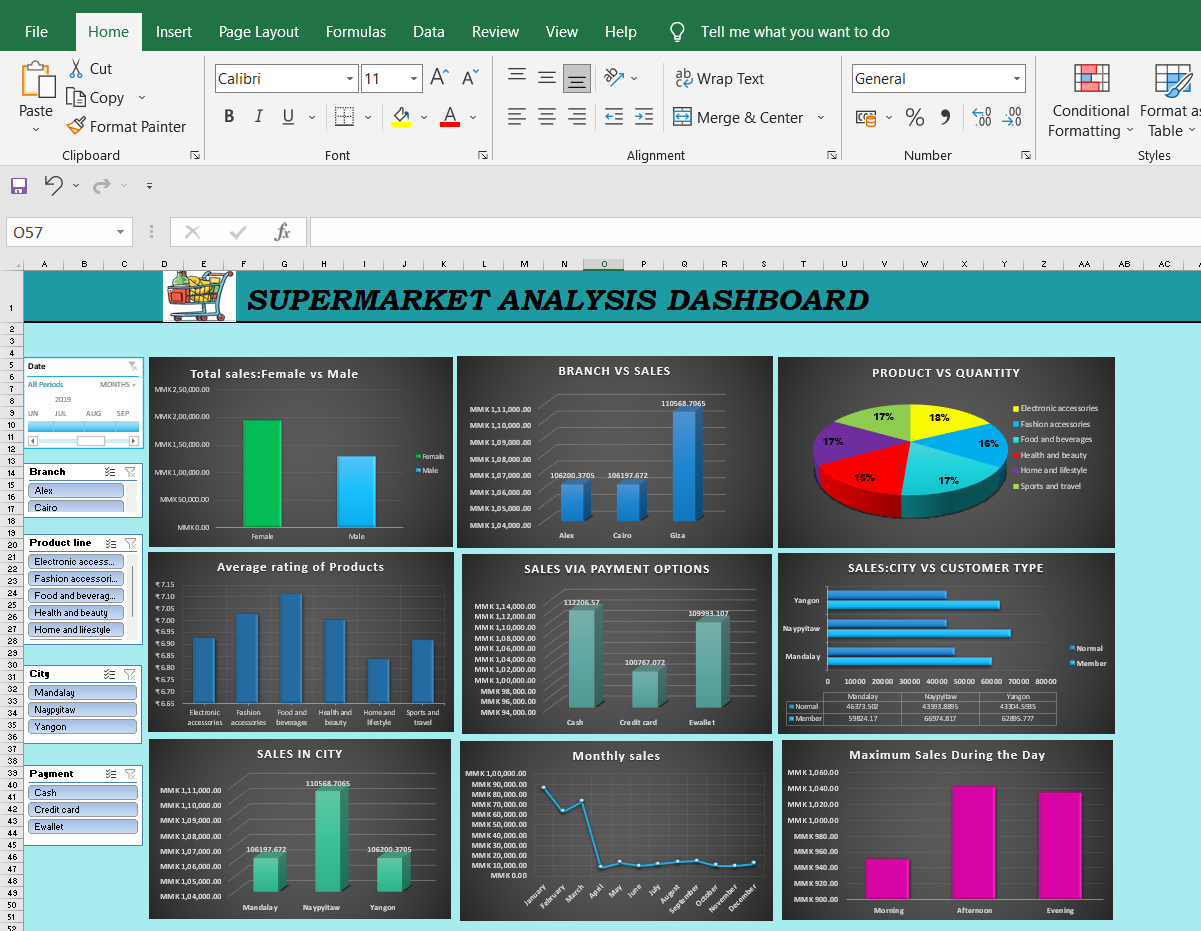 File Home Insert Page Layout Formulas Data Review View Help Tell me what you want to do
Cut
Copy
Format Painter
Paste
Clipboard
Calibri 11
B I U
Font
Wrap Text
Merge & Center
Alignment
General
Number
Conditional Formatting
Format as Table
Styles
O57 fx
A B C D E F G H I J K L M N O P Q R S T U V W X Y Z AA AB AC
SUPERMARKET ANALYSIS DASHBOARD
Date
All Periods MONTHS
2019
UN JUL AUG SEP
Branch
Alex
Cairo
Product line
Electronic access...
Fashion accessori...
Food and beverag...
Health and beauty
Home and lifestyle
City
Mandalay
Naypyitaw
Yangon
Payment
Cash
Credit card
Ewallet
Total sales:Female vs Male
MMK 2,50,000.00
MMK 2,00,000.00
MMK 1,50,000.00
MMK 1,00,000.00
MMK 50,000.00
MMK 0.00
Female Male
Female
Male
BRANCH VS SALES
MMK 1,11,000.00
MMK 1,10,000.00
MMK 1,09,000.00
MMK 1,08,000.00
MMK 1,07,000.00
MMK 1,06,000.00
MMK 1,05,000.00
MMK 1,04,000.00
106200.3705 106197.672 110568.7065
Alex Cairo Giza
PRODUCT VS QUANTITY
18%
16%
17%
15%
17%
17%
Electronic accessories
Fashion accessories
Food and beverages
Health and beauty
Home and lifestyle
Sports and travel
Average rating of Products
₹ 7.15
₹ 7.10
₹ 7.05
₹ 7.00
₹ 6.95
₹ 6.90
₹ 6.85
₹ 6.80
₹ 6.75
₹ 6.70
₹ 6.65
Electronic accessories
Fashion accessories
Food and beverages
Health and beauty
Home and lifestyle
Sports and travel
SALES VIA PAYMENT OPTIONS
MMK 1,14,000.00
MMK 1,12,000.00
MMK 1,10,000.00
MMK 1,08,000.00
MMK 1,06,000.00
MMK 1,04,000.00
MMK 1,02,000.00
MMK 1,00,000.00
MMK 98,000.00
MMK 96,000.00
MMK 94,000.00
112206.57 100767.072 109993.107
Cash Credit card Ewallet
SALES:CITY VS CUSTOMER TYPE
Yangon
Naypyitaw
Mandalay
0 10000 20000 30000 40000 50000 60000 70000 80000
Normal
Member
Mandalay Naypyitaw Yangon
Normal 46373.502 43593.8895 43304.5935
Member 59824.17 66974.817 62895.777
SALES IN CITY
MMK 1,11,000.00
MMK 1,10,000.00
MMK 1,09,000.00
MMK 1,08,000.00
MMK 1,07,000.00
MMK 1,06,000.00
MMK 1,05,000.00
MMK 1,04,000.00
106197.672 110568.7065 106200.3705
Mandalay Naypyitaw Yangon
Monthly sales
MMK 1,00,000.00
MMK 90,000.00
MMK 80,000.00
MMK 70,000.00
MMK 60,000.00
MMK 50,000.00
MMK 40,000.00
MMK 30,000.00
MMK 20,000.00
MMK 10,000.00
MMK 0.00
January February March April May June July August September October November December
Maximum Sales During the Day
MMK 1,060.00
MMK 1,040.00
MMK 1,020.00
MMK 1,000.00
MMK 980.00
MMK 960.00
MMK 940.00
MMK 920.00
MMK 900.00
Morning Afternoon Evening